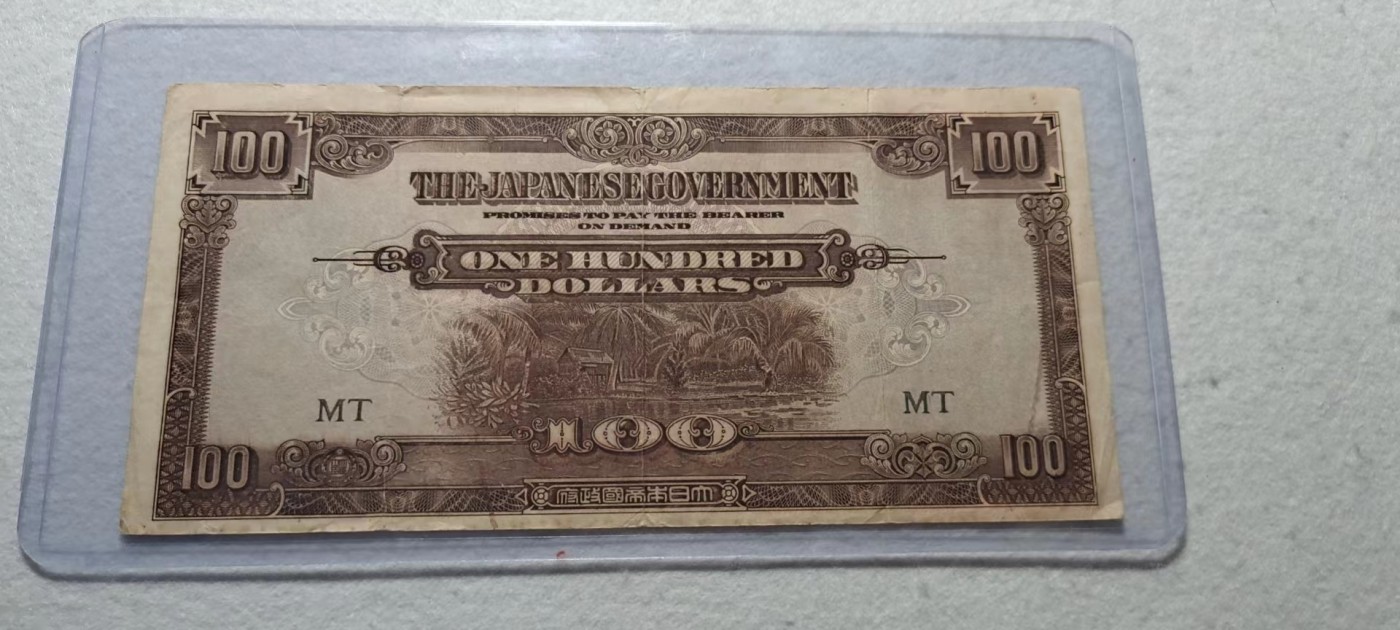 100 100
THE JAPANESE GOVERNMENT
PROMISES TO PAY THE BEARER
ON DEMAND
ONE HUNDRED
DOLLARS
MT MT
100
100 100
府政國帝本日大